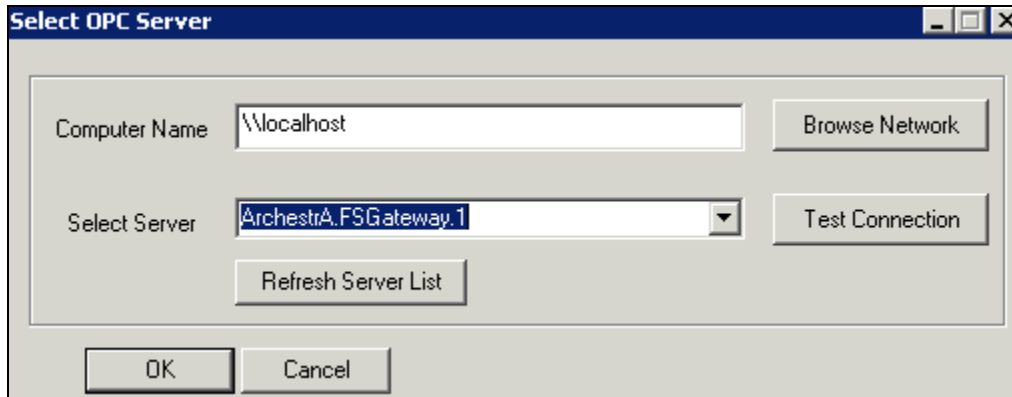 Select OPC Server
Computer Name \\localhost Browse Network
Select Server ArchestrA.FSGateway.1 Test Connection
Refresh Server List
OK Cancel